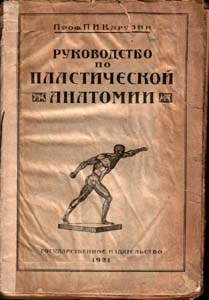 Проф. П.И. Карузин
РУКОВОДСТВО
ПО
ПЛАСТИЧЕСКОЙ
АНАТОМИИ
ГОСУДАРСТВЕННОЕ ИЗДАТЕЛЬСТВО
1921